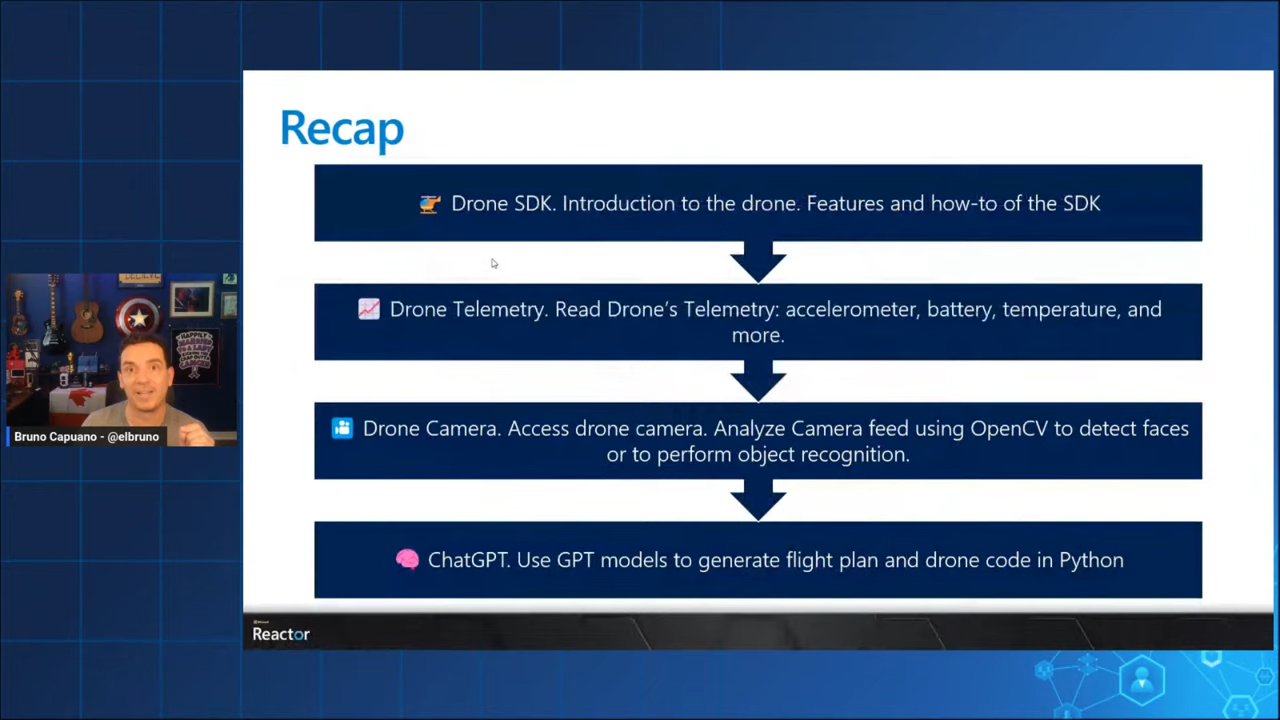 Recap
Drone SDK. Introduction to the drone. Features and how-to of the SDK
Drone Telemetry. Read Drone's Telemetry: accelerometer, battery, temperature, and
more.
Drone Camera. Access drone camera. Analyze Camera feed using OpenCV to detect faces
or to perform object recognition.
ChatGPT. Use GPT models to generate flight plan and drone code in Python
Bruno Capuano - @elbruno
Reactor